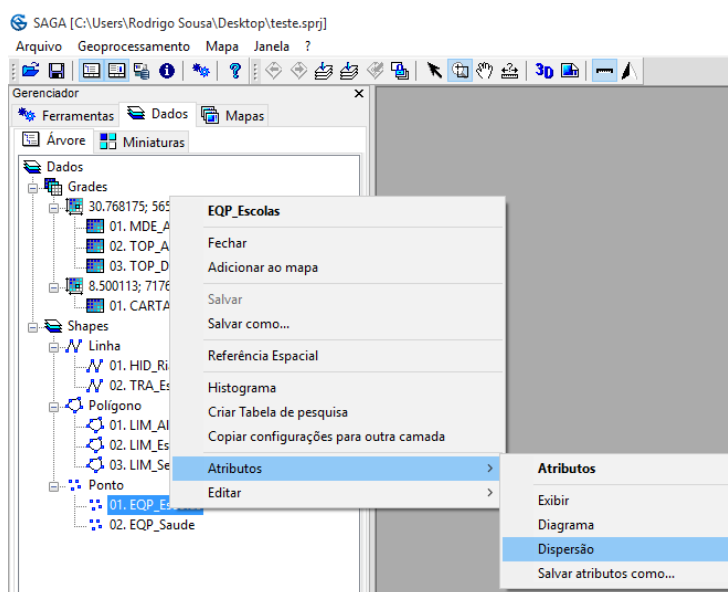 SAGA [C:\Users\Rodrigo Sousa\Desktop\teste.sprj]
Arquivo Geoprocessamento Mapa Janela ?
3D
Gerenciador
Ferramentas Dados Mapas
Árvore Miniaturas
Dados
Grades
30.768175; 565
01. MDE_A
02. TOP_A
03. TOP_D
8.500113; 7176
01. CARTA
Shapes
Linha
01. HID_Ri
02. TRA_Es
Polígono
01. LIM_Al
02. LIM_Es
03. LIM_Se
Ponto
01. EQP_Es
02. EQP_Saude
EQP_Escolas
Fechar
Adicionar ao mapa
Salvar
Salvar como...
Referência Espacial
Histograma
Criar Tabela de pesquisa
Copiar configurações para outra camada
Atributos
Editar
Atributos
Exibir
Diagrama
Dispersão
Salvar atributos como...